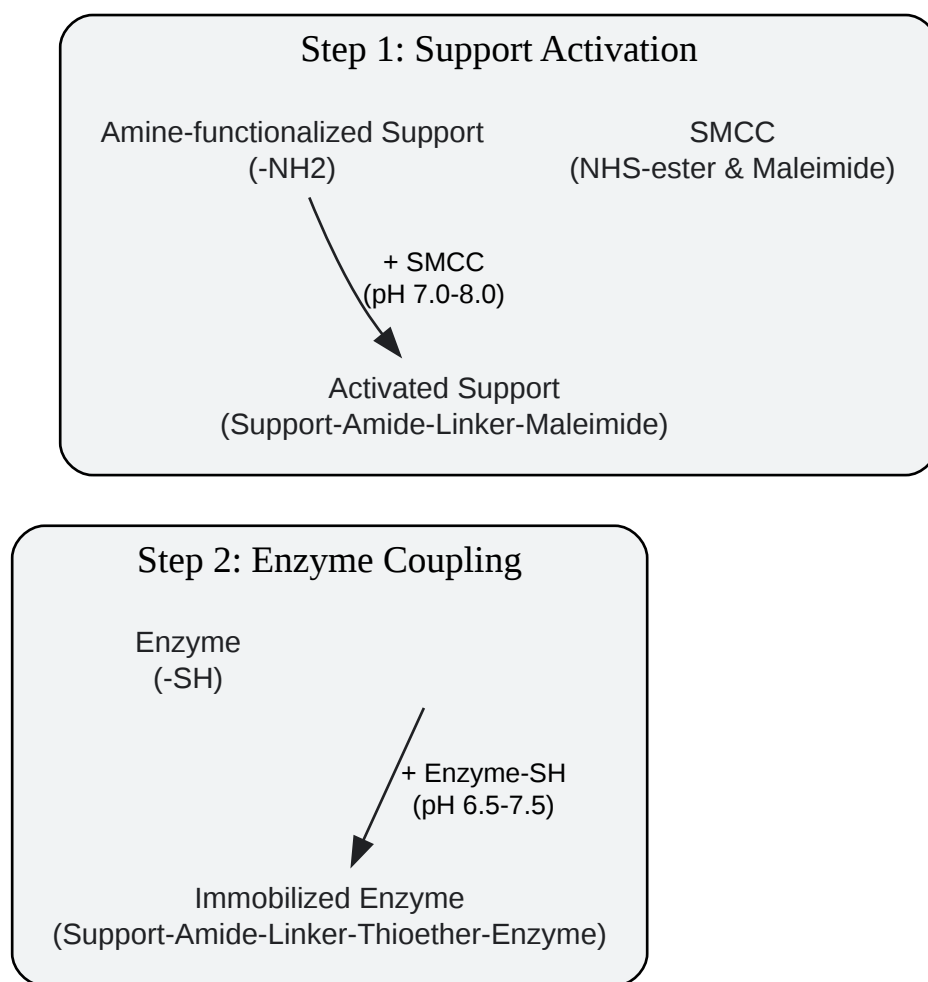 Step 1: Support Activation
Amine-functionalized Support
(-NH2)
SMCC
(NHS-ester & Maleimide)
+ SMCC
(pH 7.0-8.0)
Activated Support
(Support-Amide-Linker-Maleimide)
Step 2: Enzyme Coupling
Enzyme
(-SH)
+ Enzyme-SH
(pH 6.5-7.5)
Immobilized Enzyme
(Support-Amide-Linker-Thioether-Enzyme)